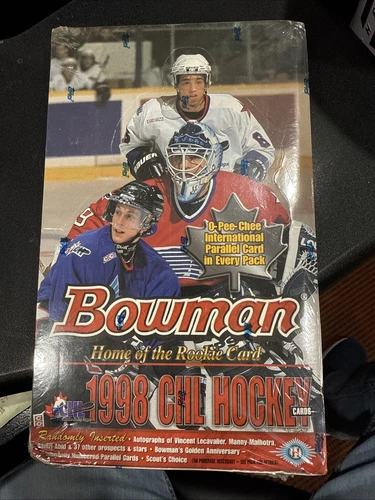 O-Pee-Chee
International
Parallel Card
in Every Pack
Bowman
Home of the Rookie Card
1998 CHL HOCKEY
CARDS
Randomly Inserted • Autographs of Vincent Lecavalier, Manny Malhotra,
& 37 other prospects & stars • Bowman's Golden Anniversary
Numbered Parallel Cards • Scout's Choice